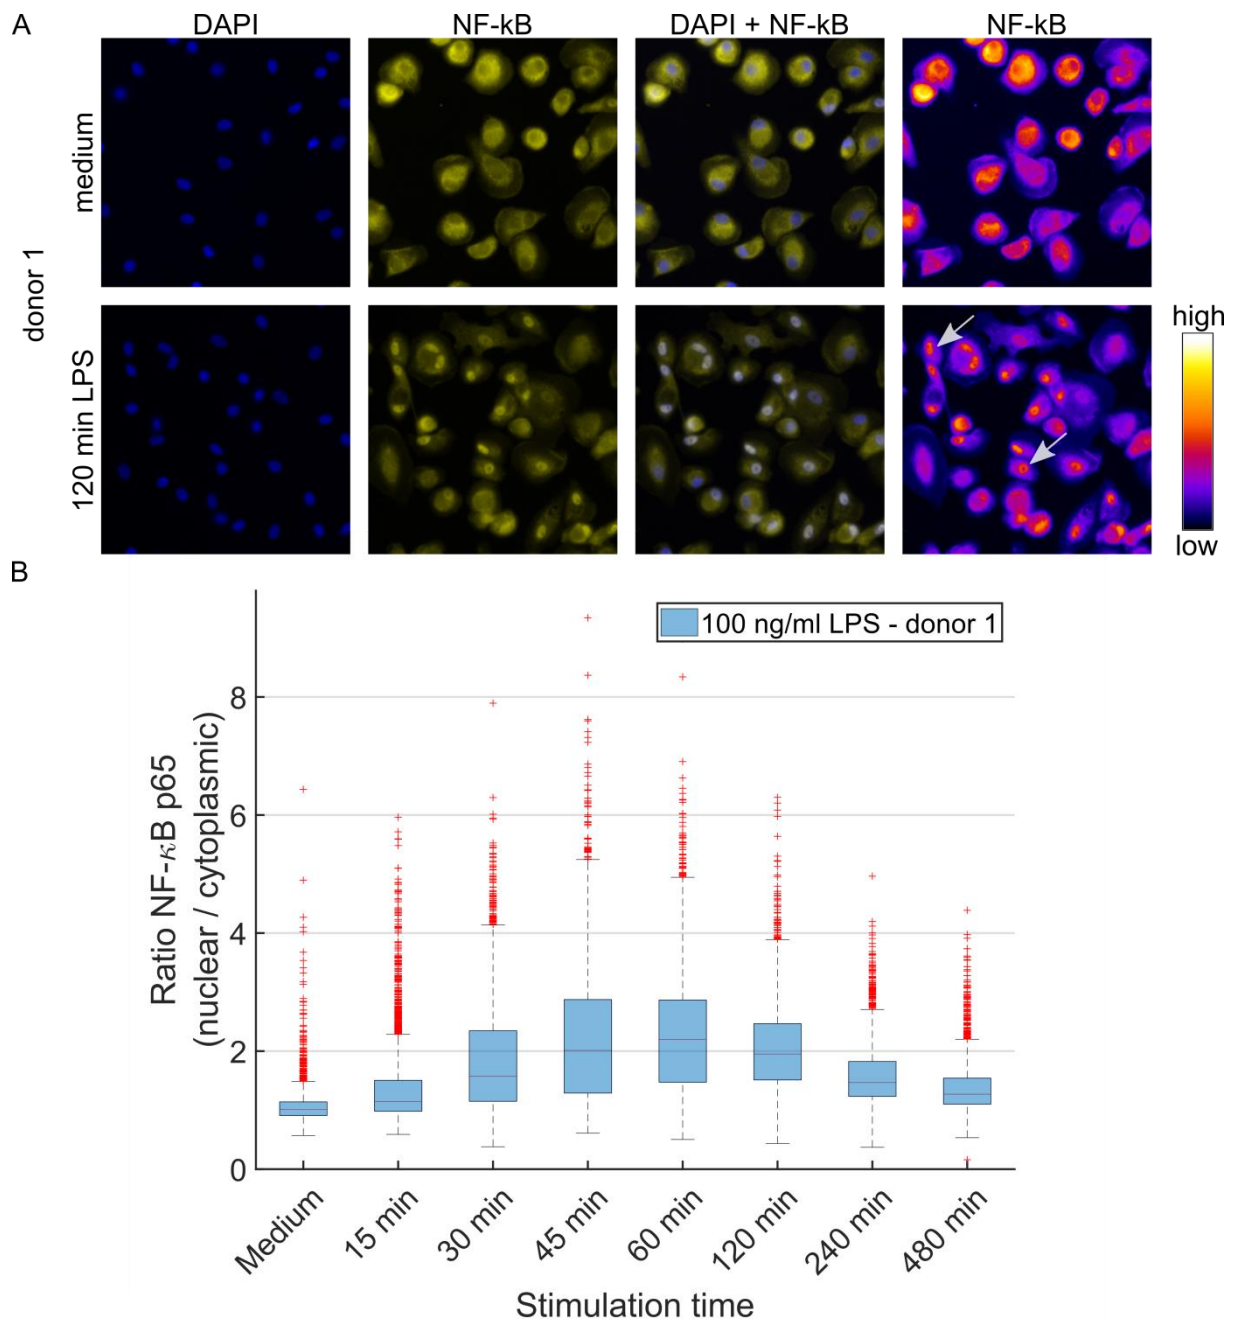 A
DAPI
NF-kB
DAPI + NF-kB
NF-kB
donor 1
medium
120 min LPS
high
low
B
100 ng/ml LPS - donor 1
Ratio NF-κB p65
(nuclear / cytoplasmic)
8
6
4
2
0
Medium
15 min
30 min
45 min
60 min
120 min
240 min
480 min
Stimulation time